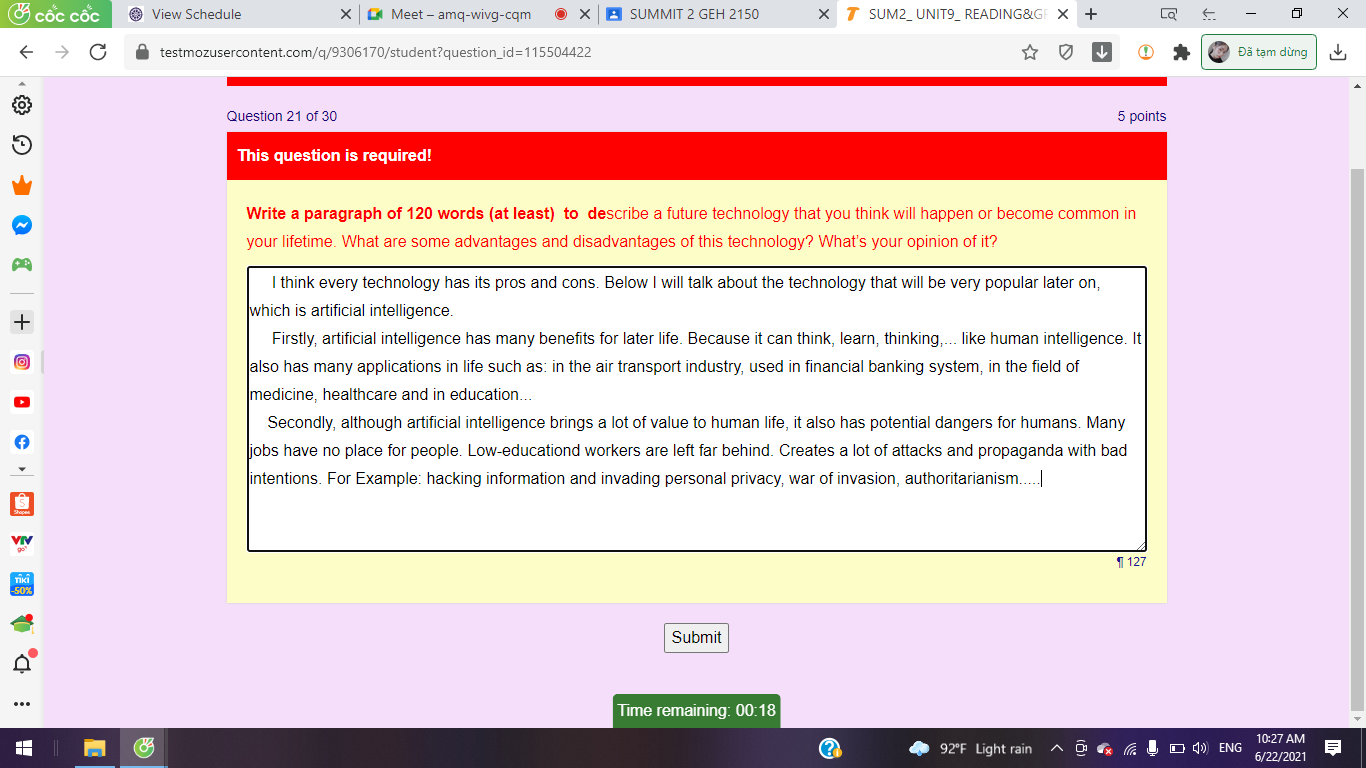 cốc cốc View Schedule Meet – amq-wivg-cqm SUMMIT 2 GEH 2150 SUM2_ UNIT9_ READING&GR
testmozusercontent.com/q/9306170/student?question_id=115504422 Đã tạm dừng
Question 21 of 30 5 points
This question is required!
Write a paragraph of 120 words (at least) to describe a future technology that you think will happen or become common in
your lifetime. What are some advantages and disadvantages of this technology? What's your opinion of it?
I think every technology has its pros and cons. Below I will talk about the technology that will be very popular later on,
which is artificial intelligence.
Firstly, artificial intelligence has many benefits for later life. Because it can think, learn, thinking,... like human intelligence. It
also has many applications in life such as: in the air transport industry, used in financial banking system, in the field of
medicine, healthcare and in education...
Secondly, although artificial intelligence brings a lot of value to human life, it also has potential dangers for humans. Many
jobs have no place for people. Low-educationd workers are left far behind. Creates a lot of attacks and propaganda with bad
intentions. For Example: hacking information and invading personal privacy, war of invasion, authoritarianism.....
¶ 127
Submit
Time remaining: 00:18
Shopee
VTV
go
TIKI
-50%
92°F Light rain ENG 10:27 AM
6/22/2021